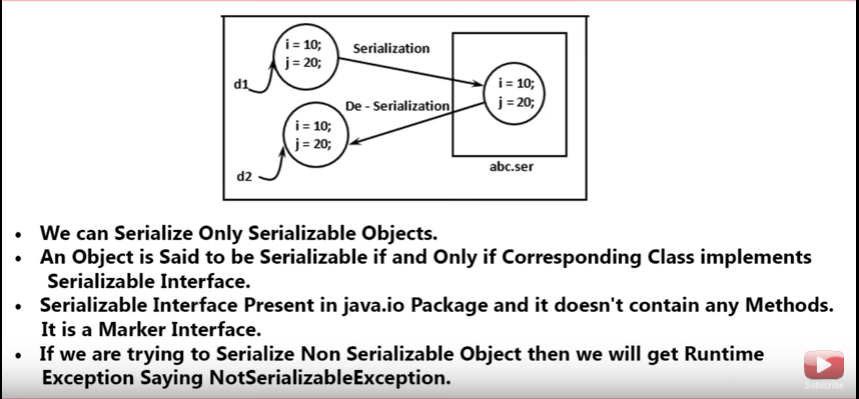 i = 10;
j = 20;
Serialization
d1
i = 10;
j = 20;
De - Serialization
i = 10;
j = 20;
d2
abc.ser
• We can Serialize Only Serializable Objects.
• An Object is Said to be Serializable if and Only if Corresponding Class implements
Serializable Interface.
• Serializable Interface Present in java.io Package and it doesn't contain any Methods.
It is a Marker Interface.
• If we are trying to Serialize Non Serializable Object then we will get Runtime
Exception Saying NotSerializableException.
Subscribe